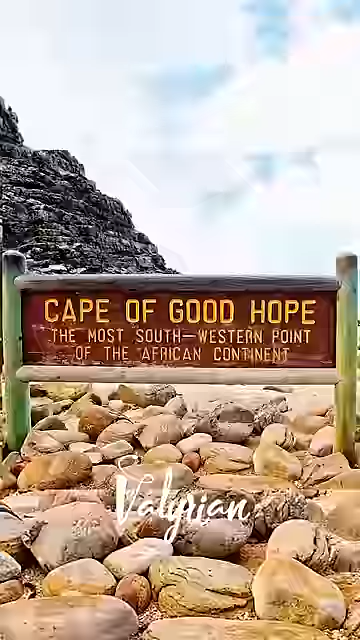 CAPE OF GOOD HOPE
THE MOST SOUTH-WESTERN POINT
OF THE AFRICAN CONTINENT
Valyrian